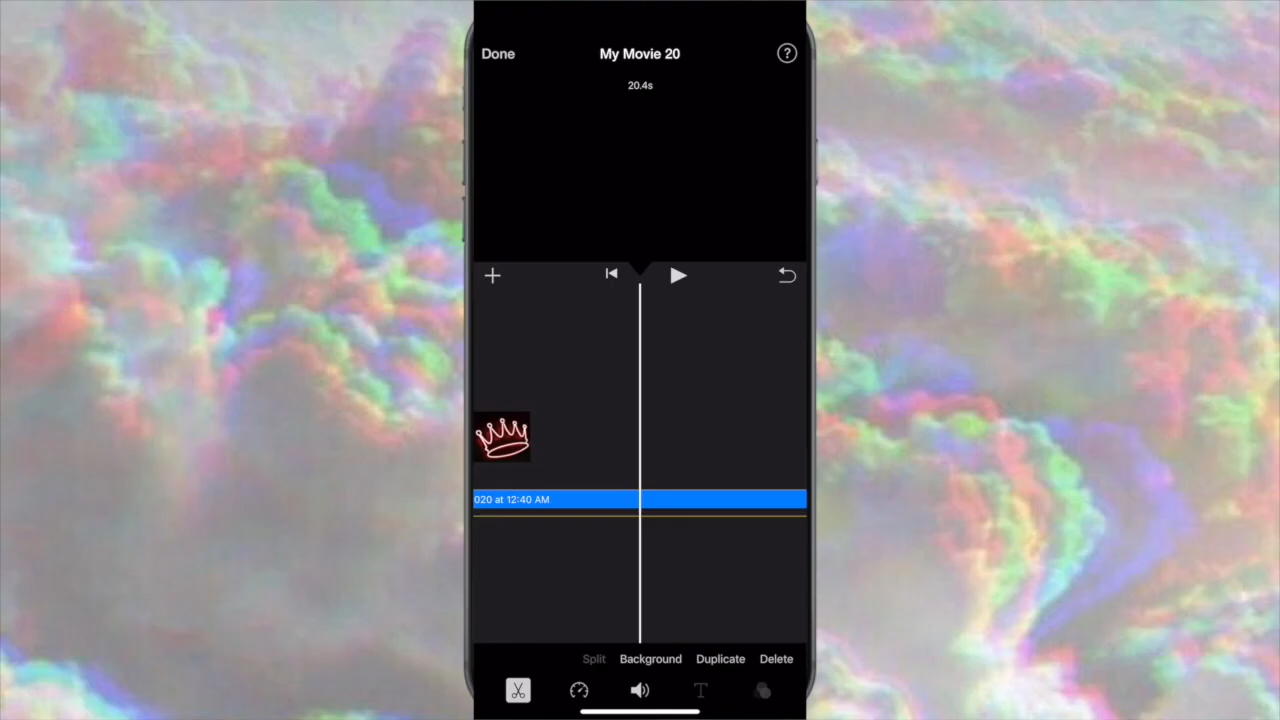 Done
My Movie 20
?
20.4s
020 at 12:40 AM
Split
Background
Duplicate
Delete
T